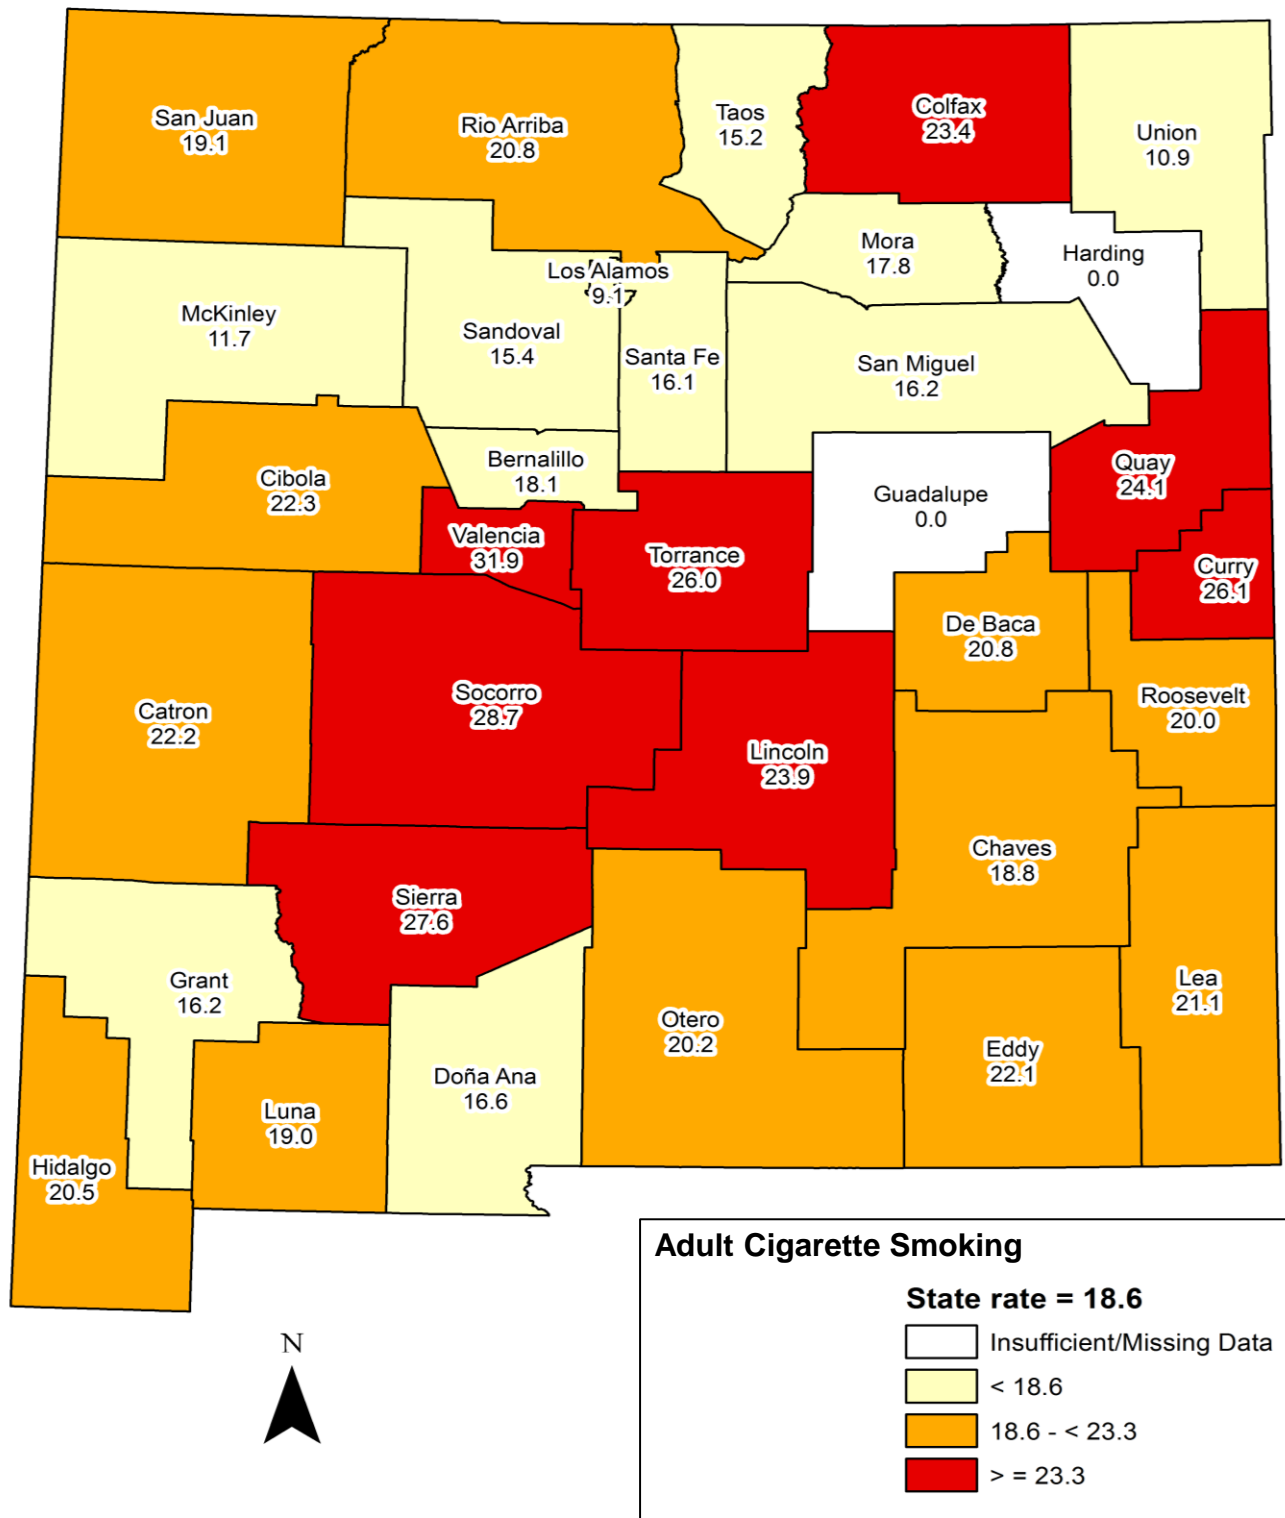 San Juan
19.1
Rio Arriba
20.8
Taos
15.2
Colfax
23.4
Union
10.9
Mora
17.8
Harding
0.0
Los Alamos
9.1
McKinley
11.7
Sandoval
15.4
Santa Fe
16.1
San Miguel
16.2
Bernalillo
18.1
Cibola
22.3
Quay
24.1
Guadalupe
0.0
Valencia
31.9
Torrance
26.0
Curry
26.1
De Baca
20.8
Roosevelt
20.0
Catron
22.2
Socorro
28.7
Lincoln
23.9
Chaves
18.8
Sierra
27.6
Grant
16.2
Lea
21.1
Otero
20.2
Eddy
22.1
Doña Ana
16.6
Luna
19.0
Hidalgo
20.5
N
Adult Cigarette Smoking
State rate = 18.6
Insufficient/Missing Data
< 18.6
18.6 - < 23.3
> = 23.3